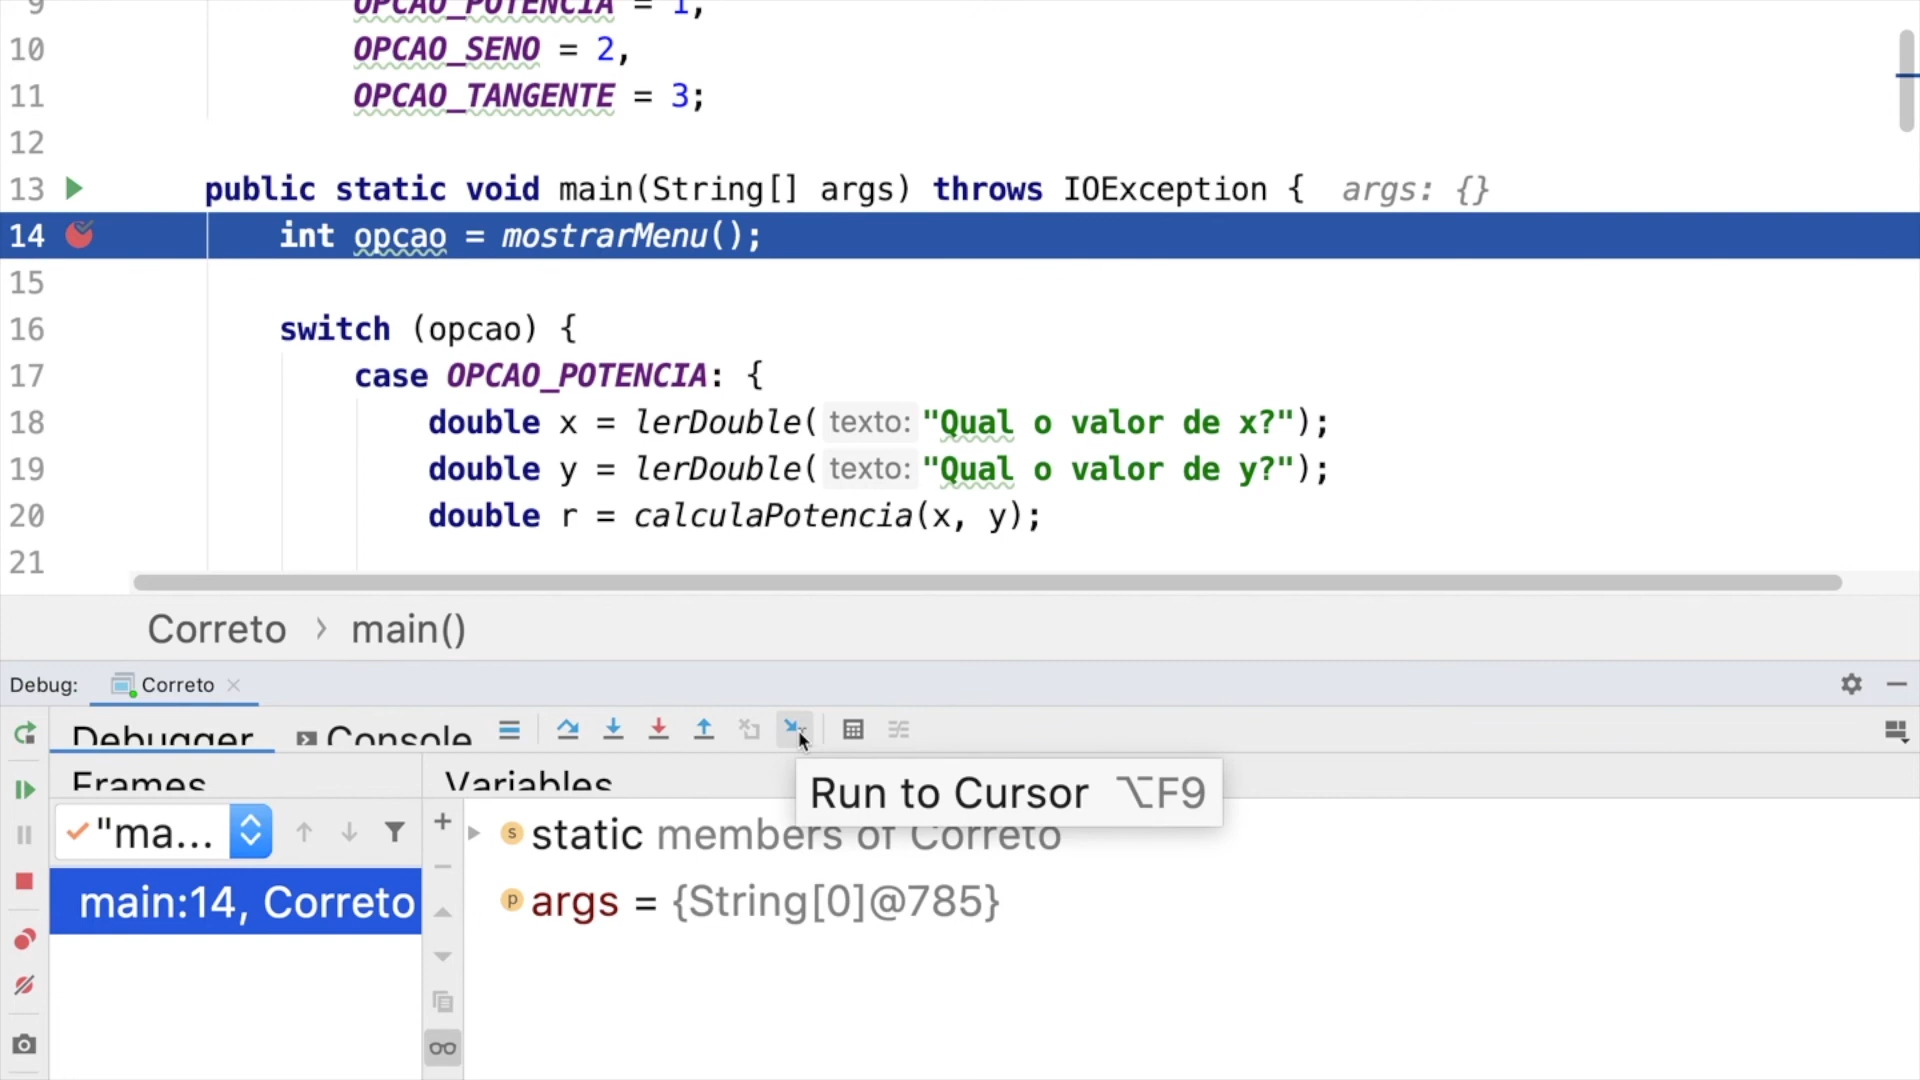 9 OPCAO_POTENCIA = 1,
10 OPCAO_SENO = 2,
11 OPCAO_TANGENTE = 3;
12
13 public static void main(String[] args) throws IOException { args: {}
14 int opcao = mostrarMenu();
15
16 switch (opcao) {
17 case OPCAO_POTENCIA: {
18 double x = lerDouble( texto: "Qual o valor de x?");
19 double y = lerDouble( texto: "Qual o valor de y?");
20 double r = calculaPotencia(x, y);
21
Correto › main()
Debug: Correto
Debugger Console
Frames Variables
Run to Cursor ⌥F9
"ma...
static members of Correto
main:14, Correto
args = {String[0]@785}